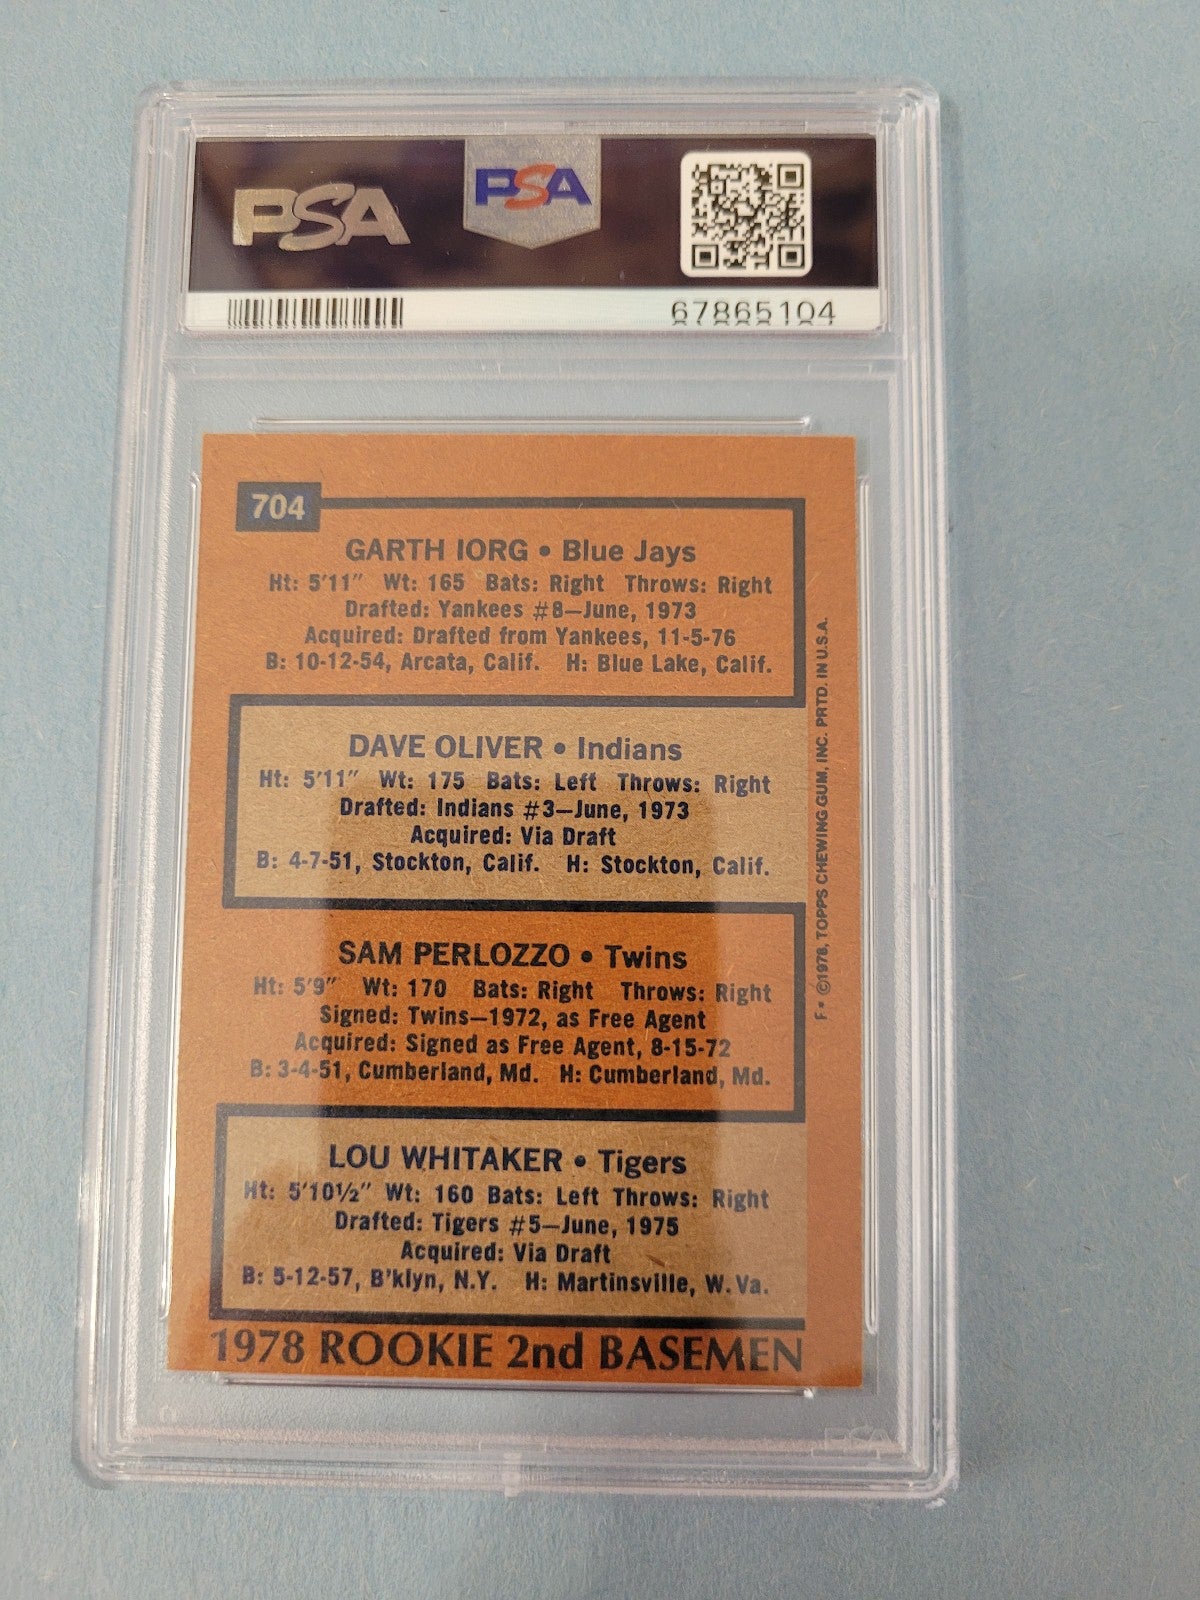 PSA
PSA
67865104
704
GARTH IORG • Blue Jays
Ht: 5'11" Wt: 165 Bats: Right Throws: Right
Drafted: Yankees #8—June, 1973
Acquired: Drafted from Yankees, 11-5-76
B: 10-12-54, Arcata, Calif. H: Blue Lake, Calif.
DAVE OLIVER • Indians
Ht: 5'11" Wt: 175 Bats: Left Throws: Right
Drafted: Indians #3—June, 1973
Acquired: Via Draft
B: 4-7-51, Stockton, Calif. H: Stockton, Calif.
SAM PERLOZZO • Twins
Ht: 5'9" Wt: 170 Bats: Right Throws: Right
Signed: Twins—1972, as Free Agent
Acquired: Signed as Free Agent, 8-15-72
B: 3-4-51, Cumberland, Md. H: Cumberland, Md.
LOU WHITAKER • Tigers
Ht: 5'10½" Wt: 160 Bats: Left Throws: Right
Drafted: Tigers #5—June, 1975
Acquired: Via Draft
B: 5-12-57, B'klyn, N.Y. H: Martinsville, W. Va.
1978 ROOKIE 2nd BASEMEN
F * ©1978, TOPPS CHEWING GUM, INC. PRTD. IN U.S.A.
PSA